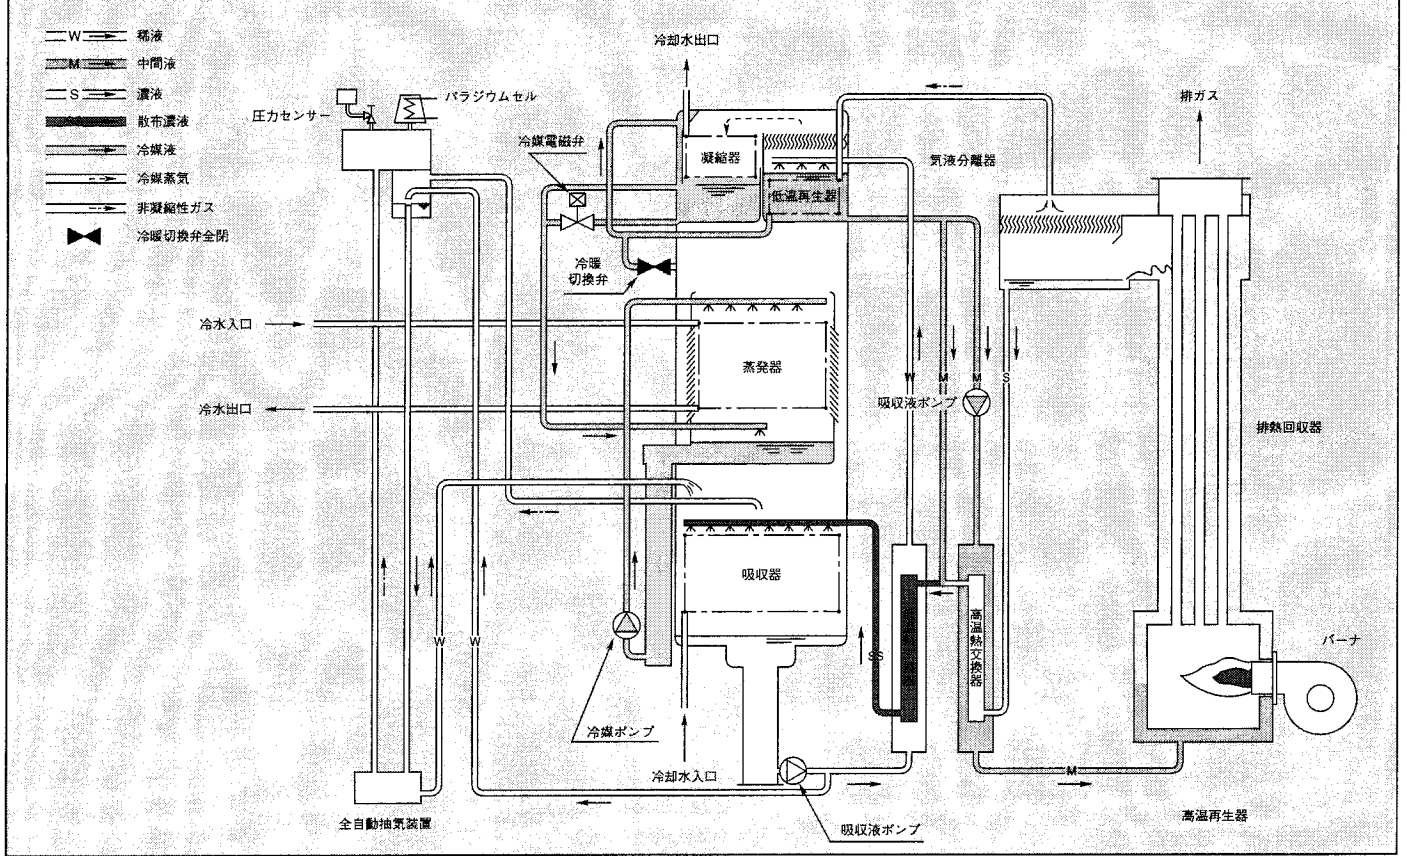 W 稀液
M 中間液
S 濃液
散布濃液
冷媒液
冷媒蒸気
非凝縮性ガス
冷暖切換弁全閉
圧力センサー
パラジウムセル
冷却水出口
冷媒電磁弁
凝縮器
低温再生器
気液分離器
排ガス
冷暖
切換弁
冷水入口
蒸発器
冷水出口
W
M
M
S
吸収液ポンプ
排熱回収器
吸収器
高温熱交換器
W
W
SS
バーナ
冷媒ポンプ
冷却水入口
M
全自動抽気装置
吸収液ポンプ
高温再生器